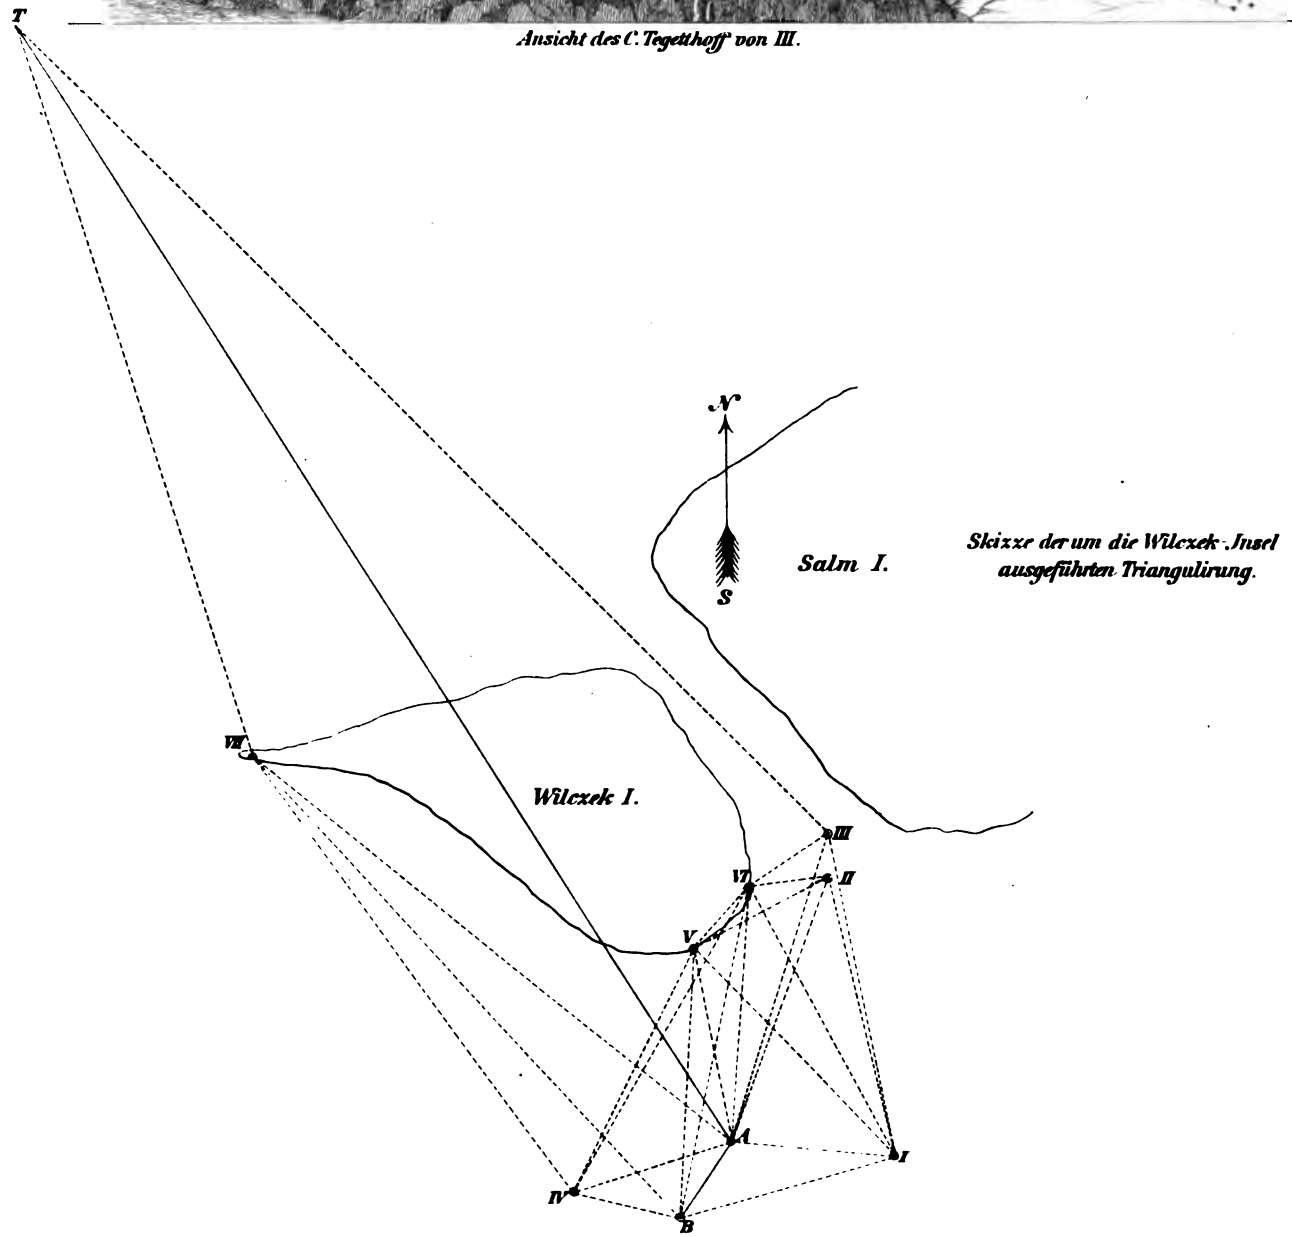 T
Ansicht des C. Tegetthoff von III.
N
Skizze der um die Wilczek-Insel
Salm I.
ausgeführten Triangulirung.
S
VII
Wilczek I.
III
VI
II
V
A
I
IV
B